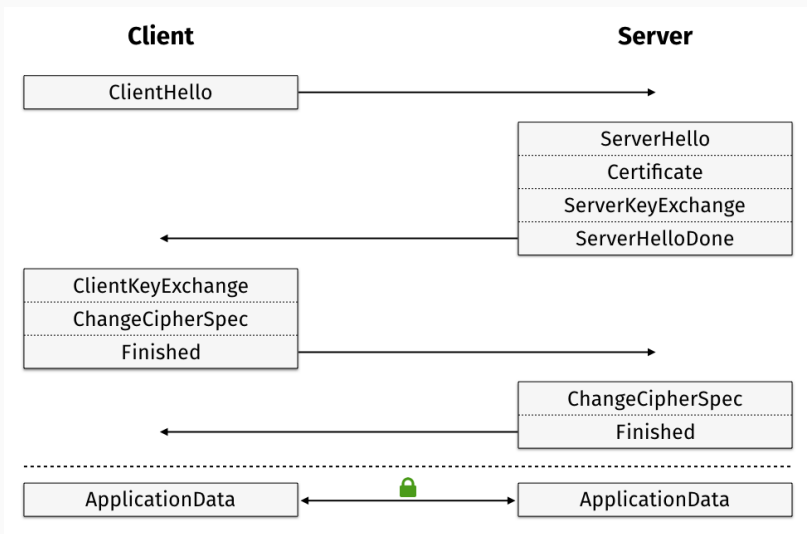 Client
Server
ClientHello
ServerHello
Certificate
ServerKeyExchange
ServerHelloDone
ClientKeyExchange
ChangeCipherSpec
Finished
ChangeCipherSpec
Finished
ApplicationData
ApplicationData